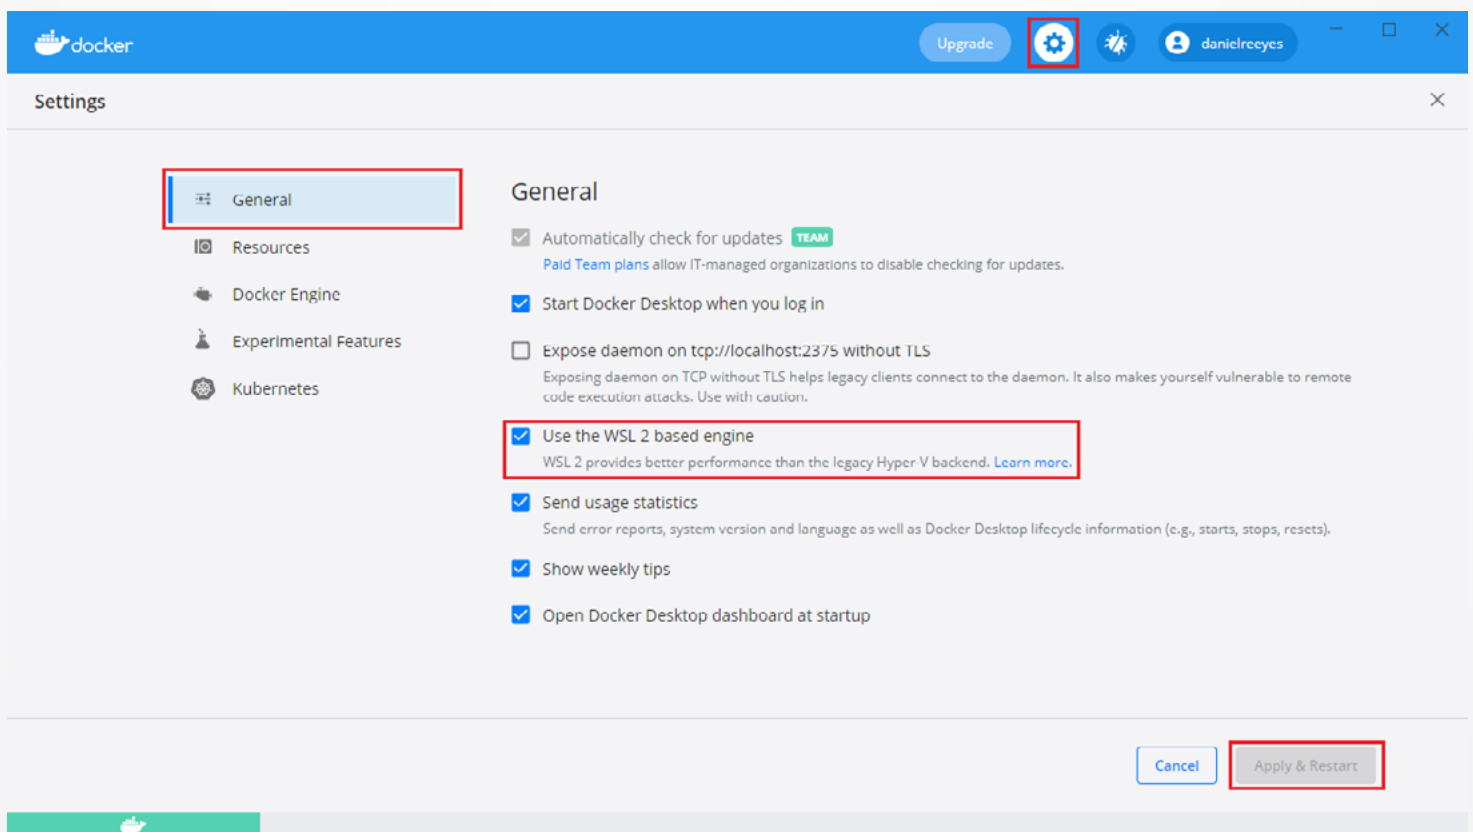 docker
Upgrade
danielreeyes
Settings
General
Resources
Docker Engine
Experimental Features
Kubernetes
General
Automatically check for updates TEAM
Paid Team plans allow IT-managed organizations to disable checking for updates.
Start Docker Desktop when you log in
Expose daemon on tcp://localhost:2375 without TLS
Exposing daemon on TCP without TLS helps legacy clients connect to the daemon. It also makes yourself vulnerable to remote
code execution attacks. Use with caution.
Use the WSL 2 based engine
WSL 2 provides better performance than the legacy Hyper-V backend. Learn more.
Send usage statistics
Send error reports, system version and language as well as Docker Desktop lifecycle information (e.g., starts, stops, resets).
Show weekly tips
Open Docker Desktop dashboard at startup
Cancel
Apply & Restart